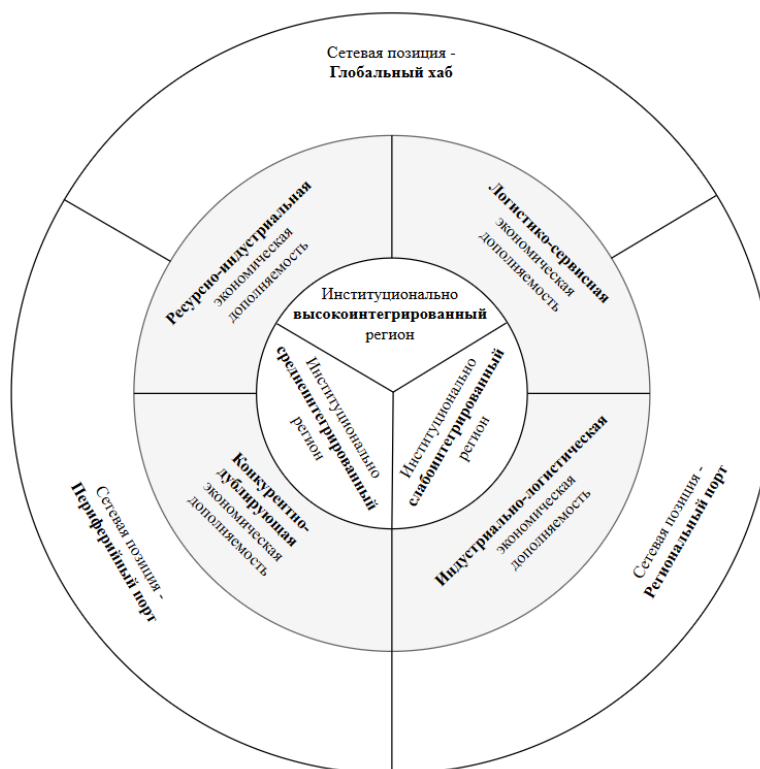 Сетевая позиция -
Глобальный хаб
Ресурсно-индустриальная
экономическая
дополняемость
Логистико-сервисная
экономическая
дополняемость
Институционально
высокоинтегрированный
регион
Институционально
среднеинтегрированный
регион
Институционально
слабоинтегрированный
регион
Конкурентно-
дублирующая
экономическая
дополняемость
Индустриально-логистическая
экономическая
дополняемость
Сетевая позиция -
Периферийный порт
Сетевая позиция -
Региональный порт